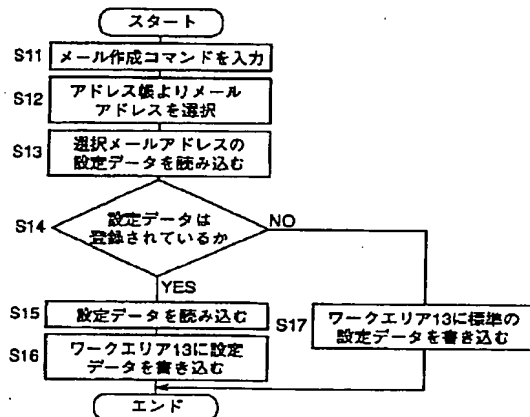 スタート
S11 メール作成コマンドを入力
S12 アドレス帳よりメール
アドレスを選択
S13 選択メールアドレスの
設定データを読み込む
S14 設定データは
登録されているか
NO
YES
S15 設定データを読み込む
S16 ワークエリア13に設定
データを書き込む
S17 ワークエリア13に標準の
設定データを書き込む
エンド